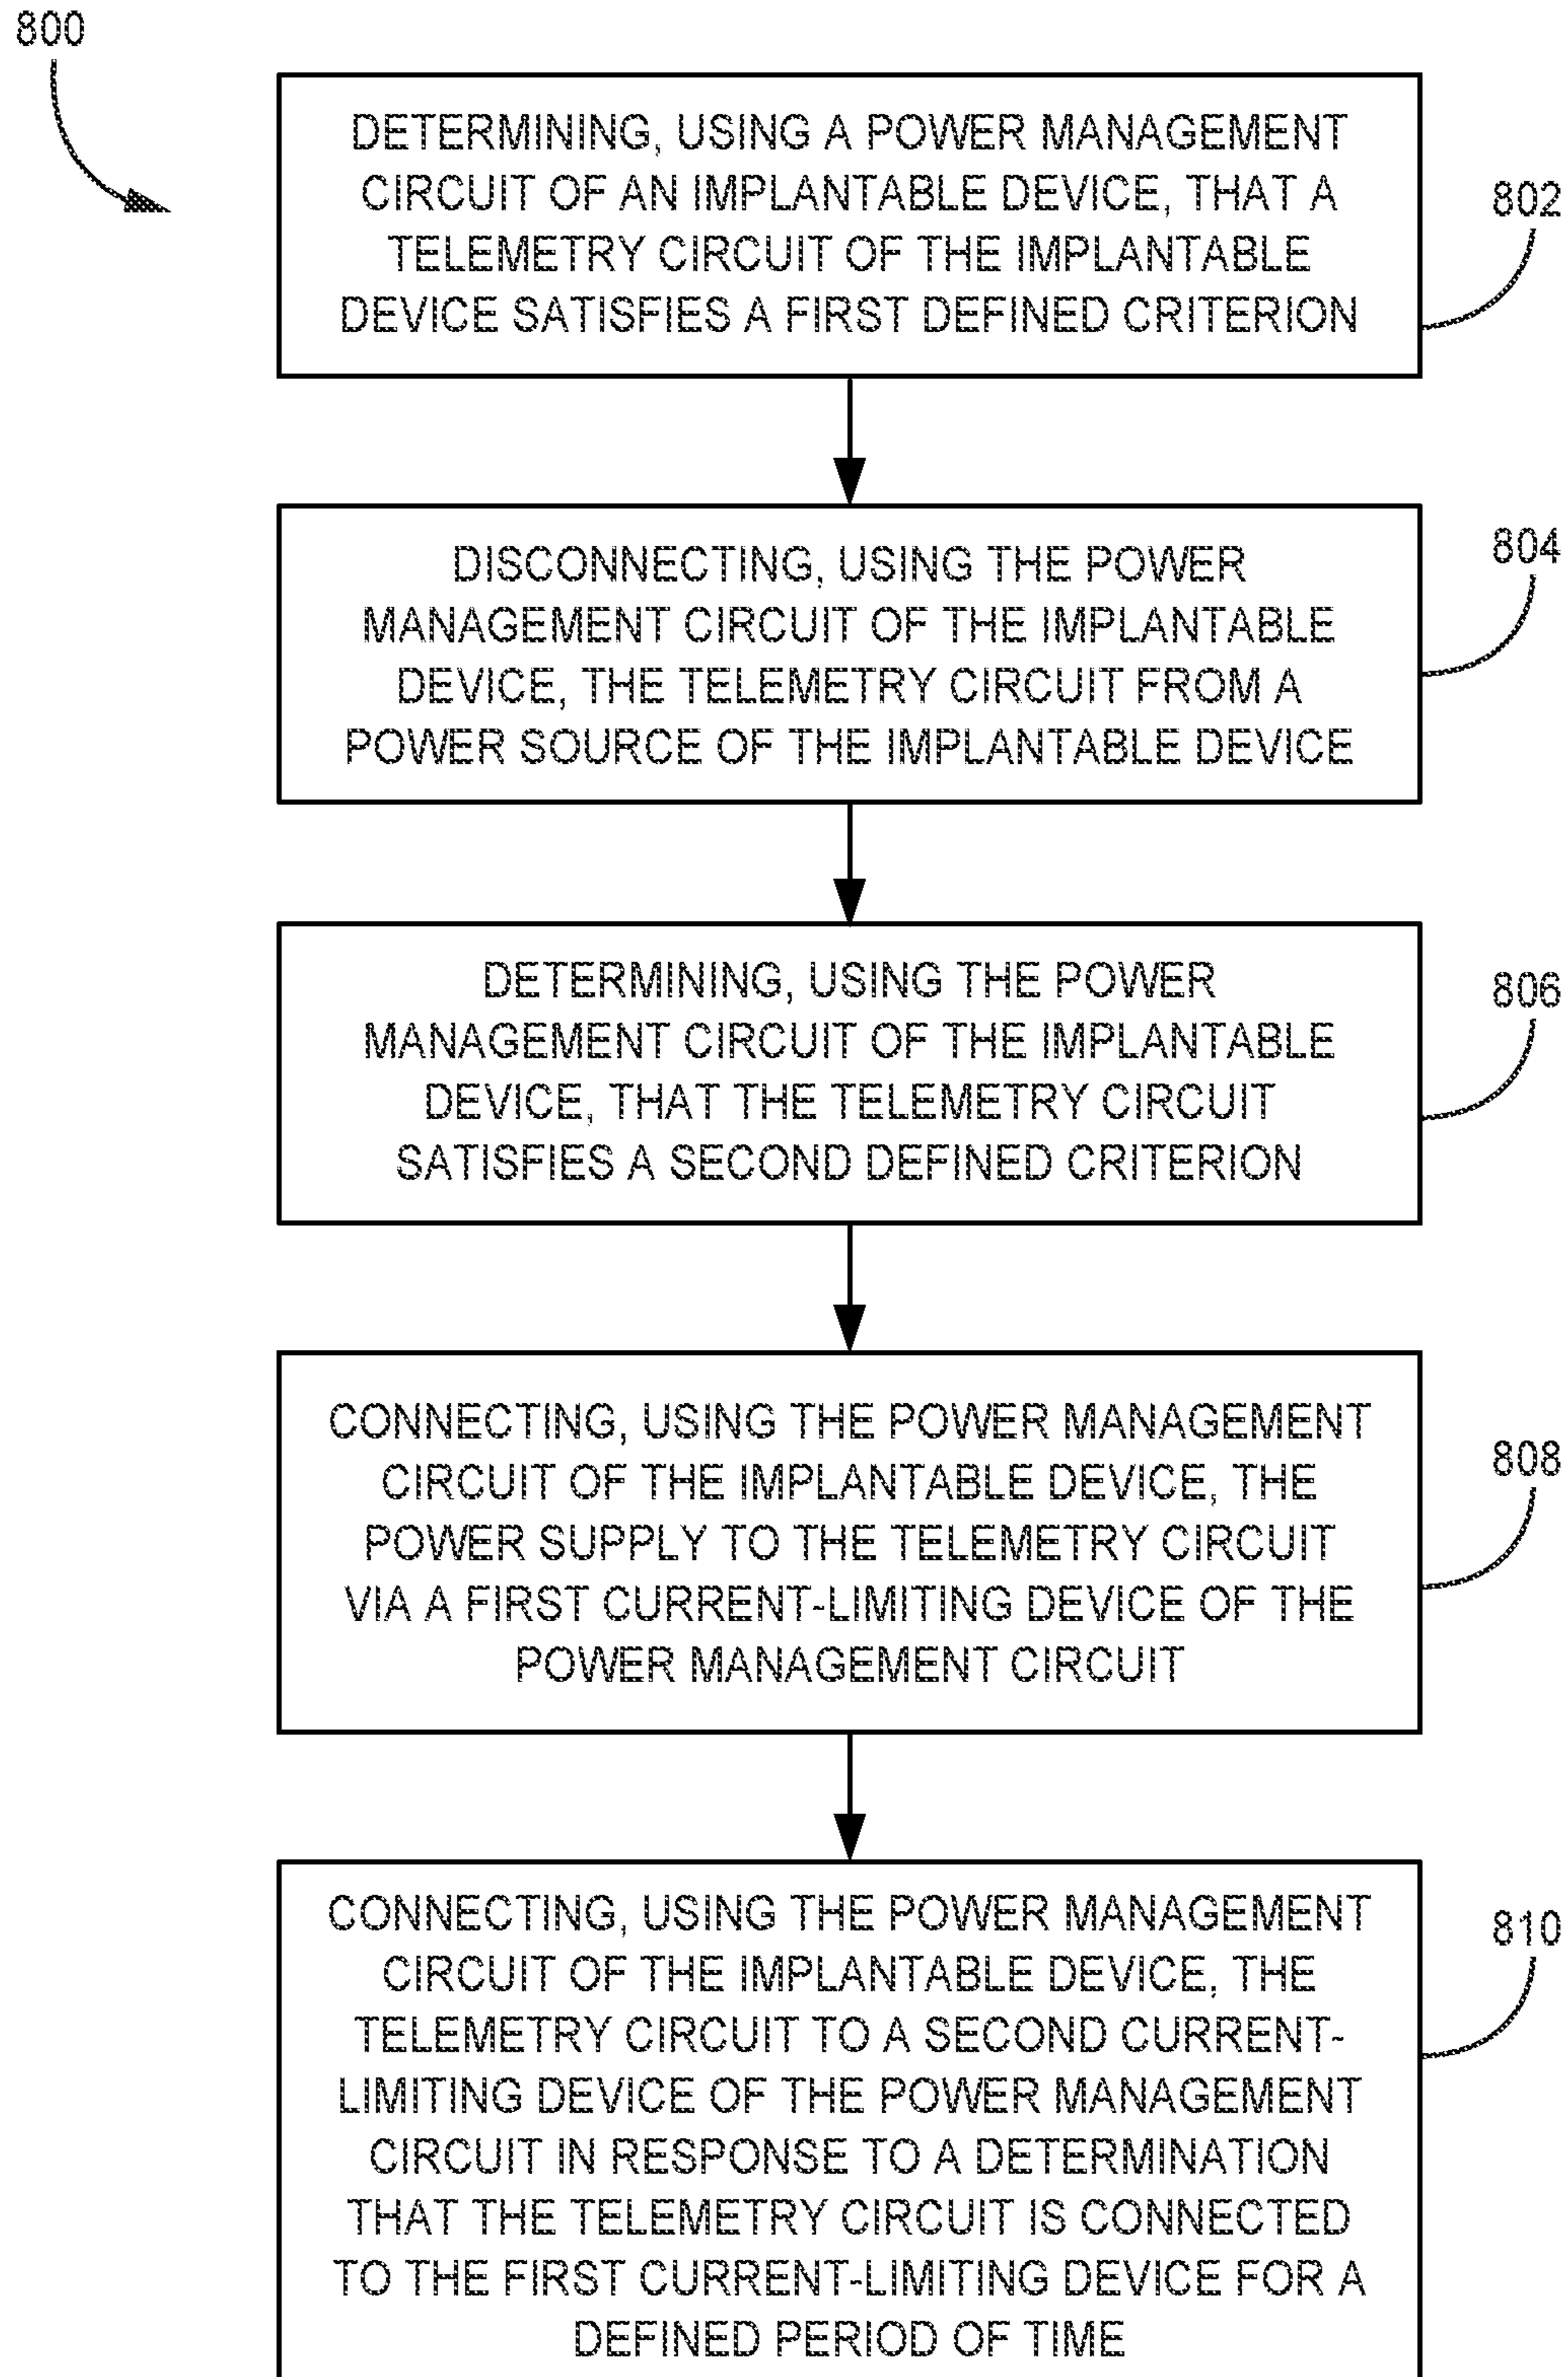 800
DETERMINING, USING A POWER MANAGEMENT
CIRCUIT OF AN IMPLANTABLE DEVICE, THAT A
TELEMETRY CIRCUIT OF THE IMPLANTABLE
DEVICE SATISFIES A FIRST DEFINED CRITERION
802
DISCONNECTING, USING THE POWER
MANAGEMENT CIRCUIT OF THE IMPLANTABLE
DEVICE, THE TELEMETRY CIRCUIT FROM A
POWER SOURCE OF THE IMPLANTABLE DEVICE
804
DETERMINING, USING THE POWER
MANAGEMENT CIRCUIT OF THE IMPLANTABLE
DEVICE, THAT THE TELEMETRY CIRCUIT
SATISFIES A SECOND DEFINED CRITERION
806
CONNECTING, USING THE POWER MANAGEMENT
CIRCUIT OF THE IMPLANTABLE DEVICE, THE
POWER SUPPLY TO THE TELEMETRY CIRCUIT
VIA A FIRST CURRENT-LIMITING DEVICE OF THE
POWER MANAGEMENT CIRCUIT
808
CONNECTING, USING THE POWER MANAGEMENT
CIRCUIT OF THE IMPLANTABLE DEVICE, THE
TELEMETRY CIRCUIT TO A SECOND CURRENT-
LIMITING DEVICE OF THE POWER MANAGEMENT
CIRCUIT IN RESPONSE TO A DETERMINATION
THAT THE TELEMETRY CIRCUIT IS CONNECTED
TO THE FIRST CURRENT-LIMITING DEVICE FOR A
DEFINED PERIOD OF TIME
810